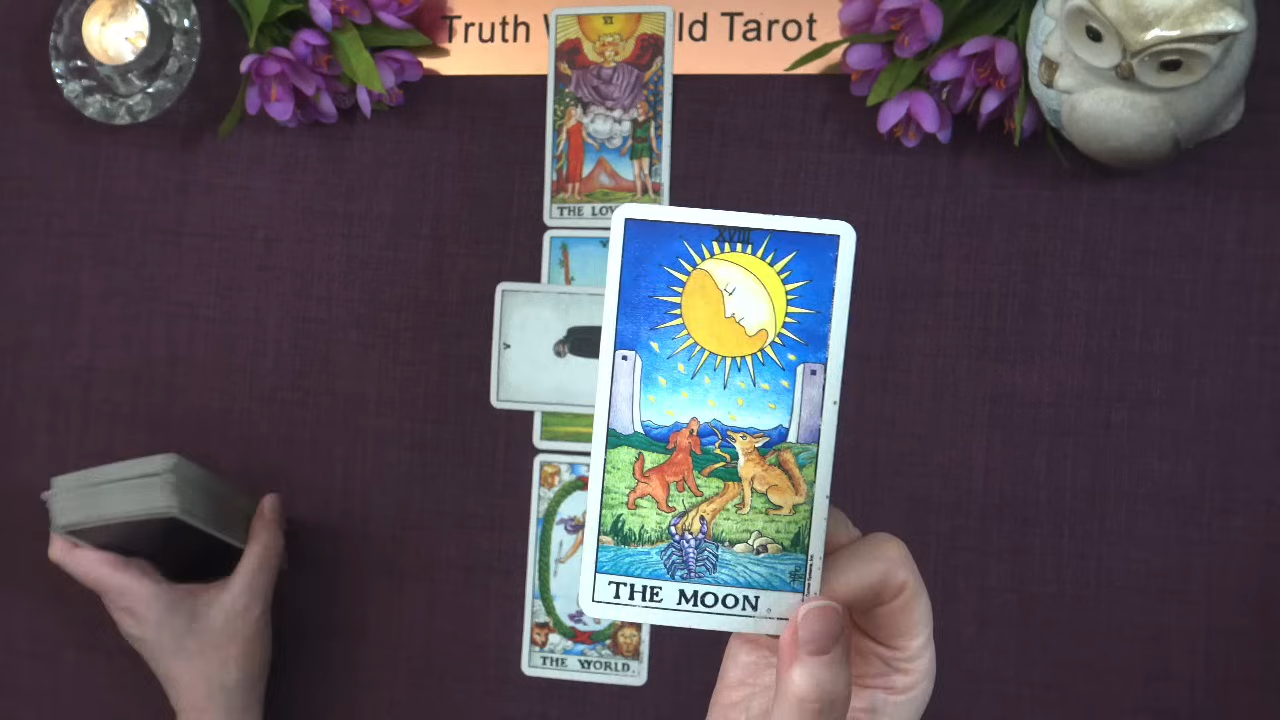 Truth W ld Tarot
VI
THE LOV
XVIII
V
THE MOON
THE WORLD.